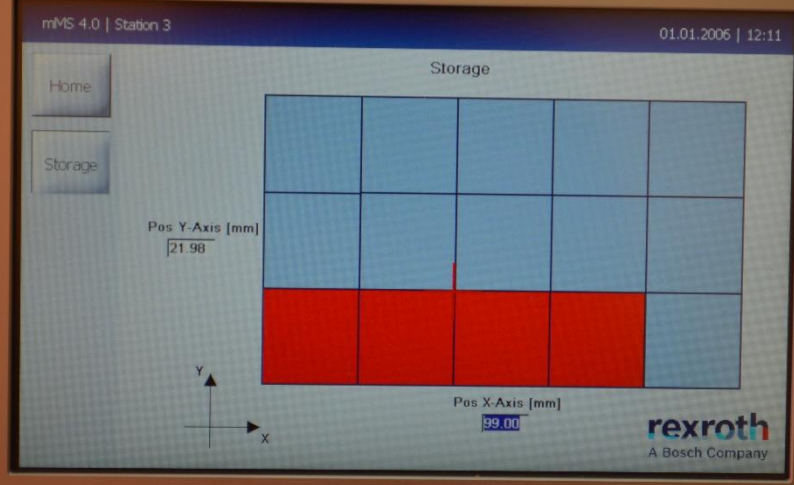 mMS 4.0 | Station 3
01.01.2006 | 12:11
Home
Storage
Storage
Pos Y-Axis [mm]
21.98
Y
X
Pos X-Axis [mm]
99.00
rexroth
A Bosch Company